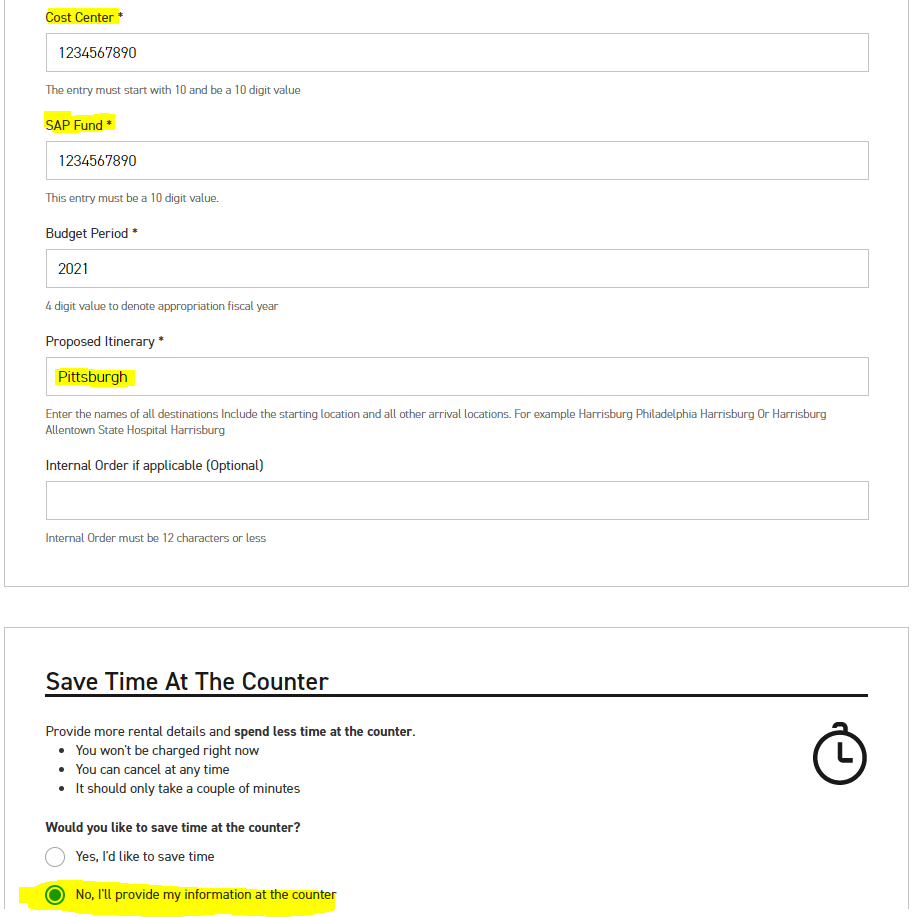 Cost Center *
1234567890
The entry must start with 10 and be a 10 digit value
SAP Fund *
1234567890
This entry must be a 10 digit value.
Budget Period *
2021
4 digit value to denote appropriation fiscal year
Proposed Itinerary *
Pittsburgh
Enter the names of all destinations Include the starting location and all other arrival locations. For example Harrisburg Philadelphia Harrisburg Or Harrisburg
Allentown State Hospital Harrisburg
Internal Order if applicable (Optional)
Internal Order must be 12 characters or less
Save Time At The Counter
Provide more rental details and spend less time at the counter.
• You won't be charged right now
• You can cancel at any time
• It should only take a couple of minutes
Would you like to save time at the counter?
Yes, I'd like to save time
No, I'll provide my information at the counter